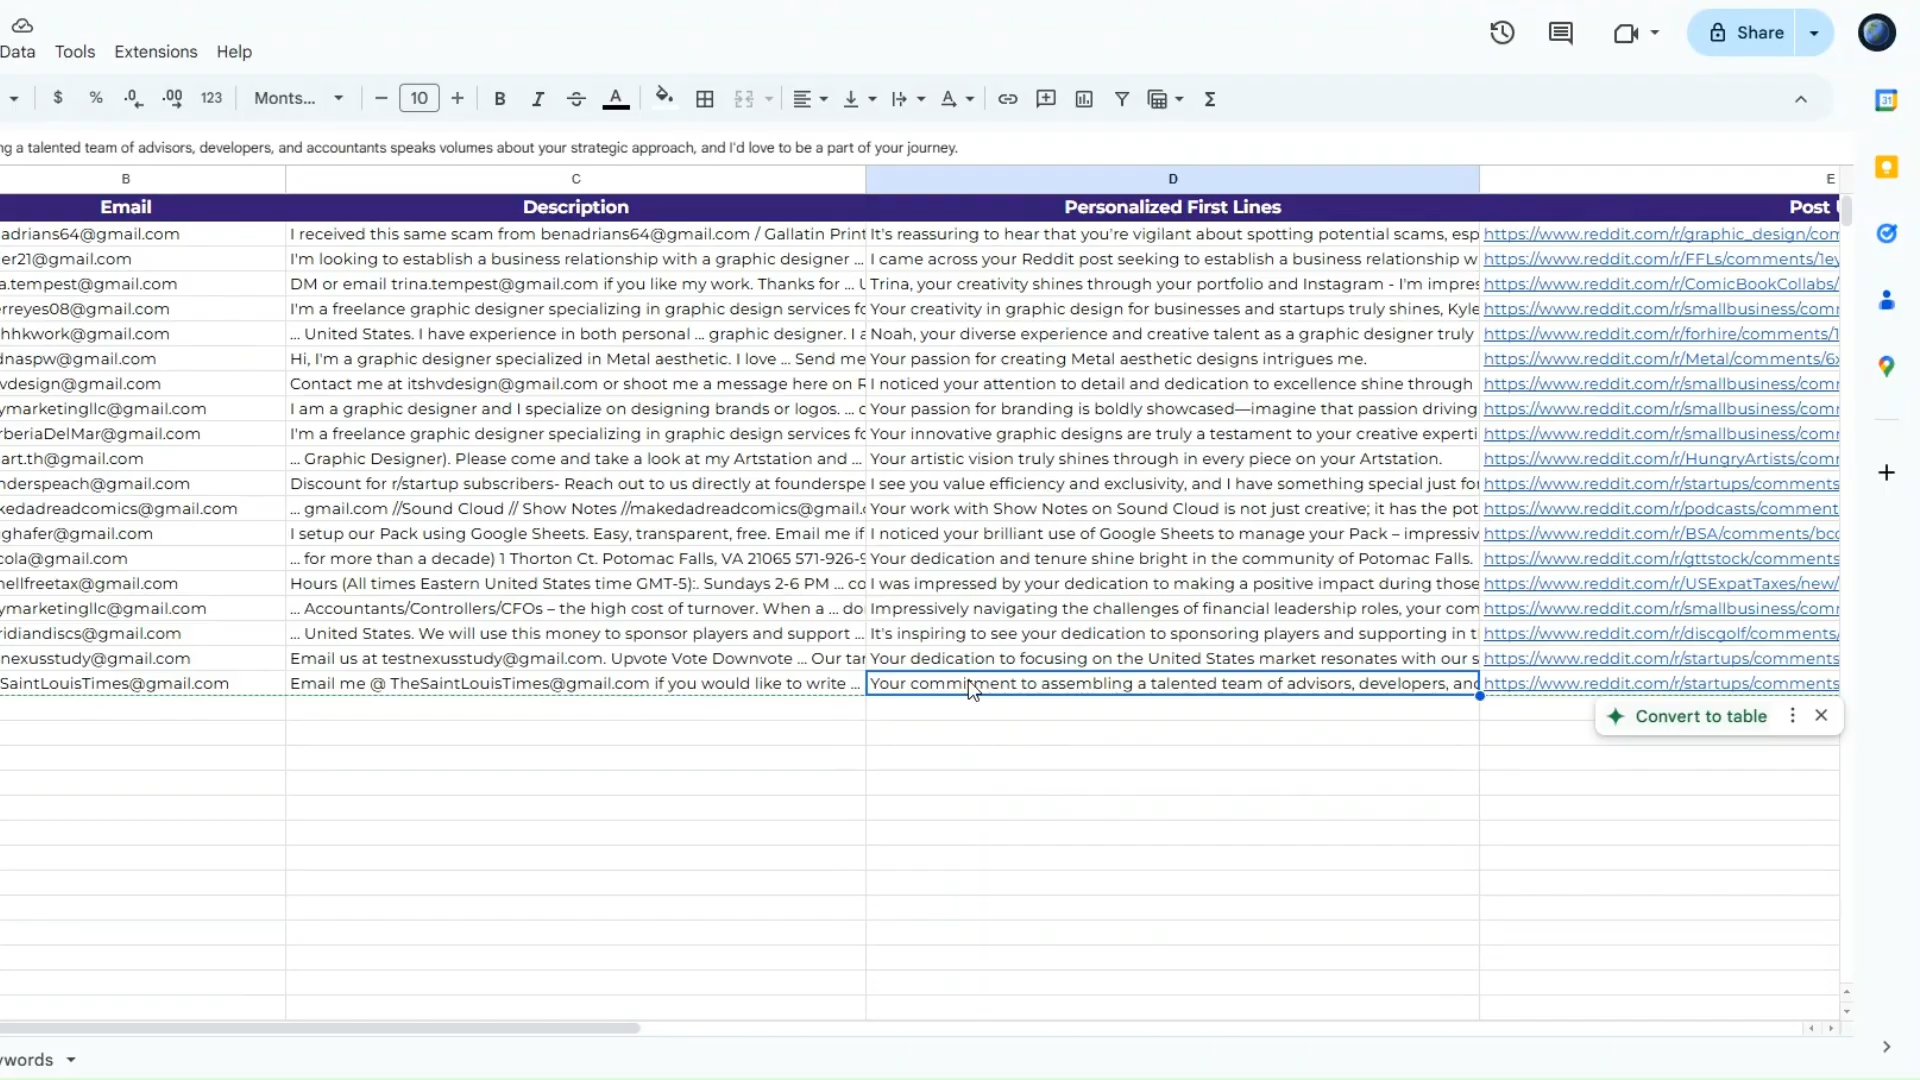 Data Tools Extensions Help
Share
$ % .0 .00 123 Monts... 10 B I A
31
ng a talented team of advisors, developers, and accountants speaks volumes about your strategic approach, and I'd love to be a part of your journey.
B C D E
Email Description Personalized First Lines Post
adrians64@gmail.com I received this same scam from benadrians64@gmail.com / Gallatin Print It's reassuring to hear that you're vigilant about spotting potential scams, esp https://www.reddit.com/r/graphic_design/com
er21@gmail.com I'm looking to establish a business relationship with a graphic designer ... I came across your Reddit post seeking to establish a business relationship w https://www.reddit.com/r/FFLs/comments/1ey
a.tempest@gmail.com DM or email trina.tempest@gmail.com if you like my work. Thanks for ... U Trina, your creativity shines through your portfolio and Instagram - I'm impres https://www.reddit.com/r/ComicBookCollabs/
erreyes08@gmail.com I'm a freelance graphic designer specializing in graphic design services fo Your creativity in graphic design for businesses and startups truly shines, Kyle https://www.reddit.com/r/smallbusiness/com
hhkwork@gmail.com ... United States. I have experience in both personal ... graphic designer. I a Noah, your diverse experience and creative talent as a graphic designer truly https://www.reddit.com/r/forhire/comments/1
dnaspw@gmail.com Hi, I'm a graphic designer specialized in Metal aesthetic. I love ... Send me Your passion for creating Metal aesthetic designs intrigues me. https://www.reddit.com/r/Metal/comments/6x
vdesign@gmail.com Contact me at itshvdesign@gmail.com or shoot me a message here on R I noticed your attention to detail and dedication to excellence shine through https://www.reddit.com/r/smallbusiness/com
ymarketingllc@gmail.com I am a graphic designer and I specialize on designing brands or logos. ... c Your passion for branding is boldly showcased—imagine that passion driving https://www.reddit.com/r/smallbusiness/com
rberiaDelMar@gmail.com I'm a freelance graphic designer specializing in graphic design services fo Your innovative graphic designs are truly a testament to your creative experti https://www.reddit.com/r/smallbusiness/com
art.th@gmail.com ... Graphic Designer). Please come and take a look at my Artstation and ... Your artistic vision truly shines through in every piece on your Artstation. https://www.reddit.com/r/HungryArtists/com
nderspeach@gmail.com Discount for r/startup subscribers- Reach out to us directly at founderspe I see you value efficiency and exclusivity, and I have something special just for https://www.reddit.com/r/startups/comments
kedadreadcomics@gmail.com ... gmail.com //Sound Cloud // Show Notes //makedadreadcomics@gmail.c Your work with Show Notes on Sound Cloud is not just creative; it has the pot https://www.reddit.com/r/podcasts/comment
ghafer@gmail.com I setup our Pack using Google Sheets. Easy, transparent, free. Email me if I noticed your brilliant use of Google Sheets to manage your Pack – impressiv https://www.reddit.com/r/BSA/comments/bcc
cola@gmail.com ... for more than a decade) 1 Thorton Ct. Potomac Falls, VA 21065 571-926-9 Your dedication and tenure shine bright in the community of Potomac Falls. https://www.reddit.com/r/gttstock/comments
nellfreetax@gmail.com Hours (All times Eastern United States time GMT-5):. Sundays 2-6 PM ... co I was impressed by your dedication to making a positive impact during those https://www.reddit.com/r/USExpatTaxes/new/
ymarketingllc@gmail.com ... Accountants/Controllers/CFOs – the high cost of turnover. When a ... do Impressively navigating the challenges of financial leadership roles, your com https://www.reddit.com/r/smallbusiness/com
ridiandiscs@gmail.com ... United States. We will use this money to sponsor players and support ... It's inspiring to see your dedication to sponsoring players and supporting in t https://www.reddit.com/r/discgolf/comments/
nexusstudy@gmail.com Email us at testnexusstudy@gmail.com. Upvote Vote Downvote ... Our tar Your dedication to focusing on the United States market resonates with our s https://www.reddit.com/r/startups/comments
SaintLouisTimes@gmail.com Email me @ TheSaintLouisTimes@gmail.com if you would like to write ... Your commitment to assembling a talented team of advisors, developers, and https://www.reddit.com/r/startups/comments
Convert to table
ywords